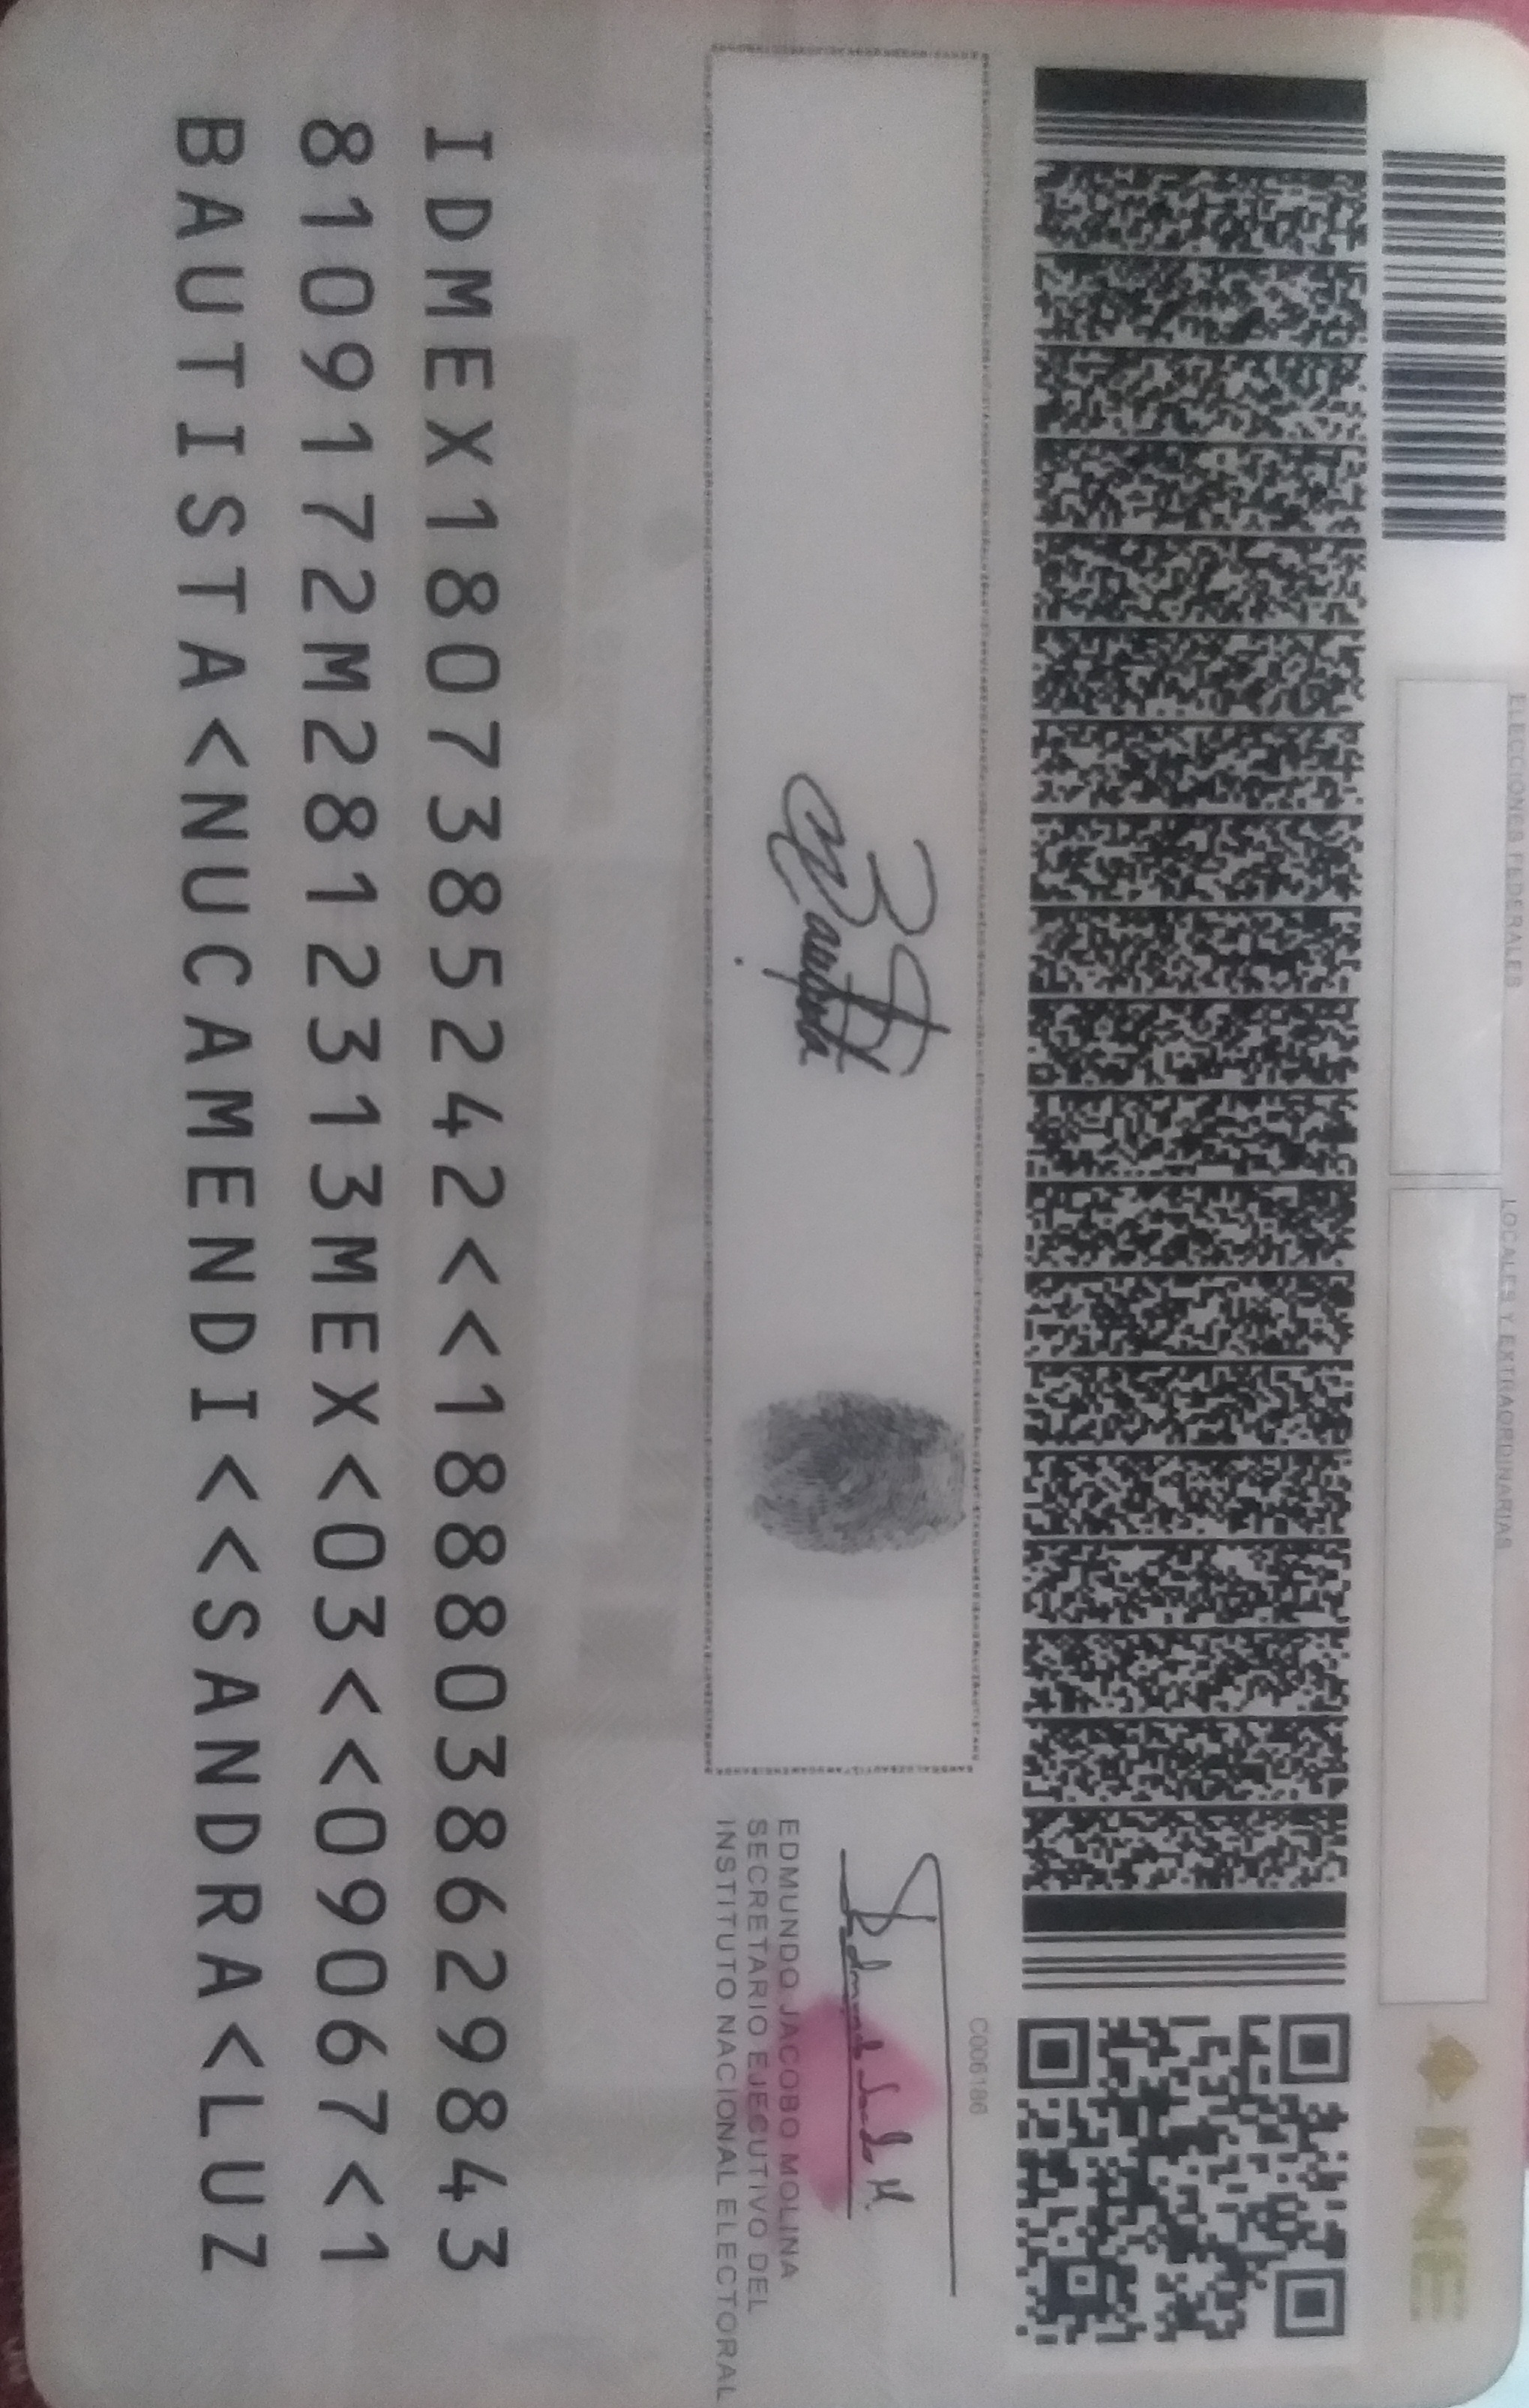 ELECCIONES FEDERALES
LOCALES Y EXTRAORDINARIAS
INE
C006186
EDMUNDO JACOBO MOLINA
SECRETARIO EJECUTIVO DEL
INSTITUTO NACIONAL ELECTORAL
IDMEX1807385242<<1888038629843
8109172M2812313MEX<03<<09067<1
BAUTISTA<NUCAMENDI<<SANDRA<LUZ